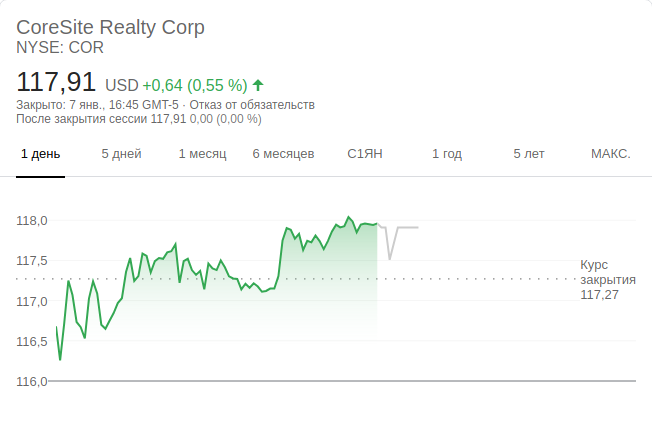 CoreSite Realty Corp
NYSE: COR
117,91 USD +0,64 (0,55 %)
Закрыто: 7 янв., 16:45 GMT-5 · Отказ от обязательств
После закрытия сессии 117,91 0,00 (0,00 %)
1 день 5 дней 1 месяц 6 месяцев С1ЯН 1 год 5 лет МАКС.
118,0
117,5
Курс
закрытия
117,27
117,0
116,5
116,0